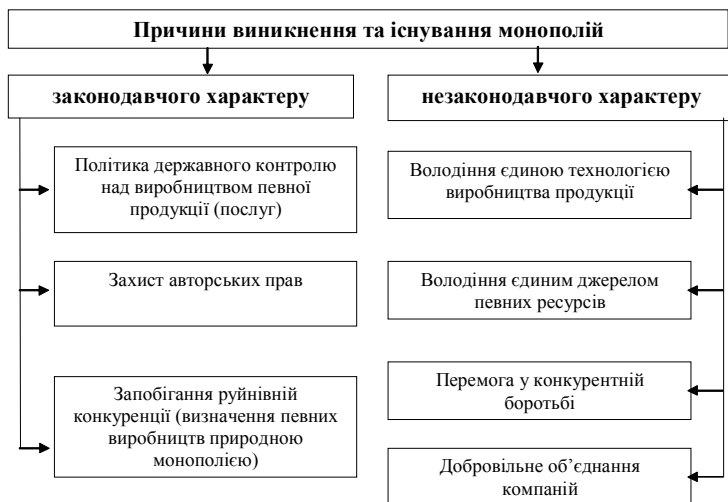 Причини виникнення та існування монополій
законодавчого характеру
Політика державного контролю
над виробництвом певної
продукції (послуг)
Захист авторських прав
Запобігання руйнівній
конкуренції (визначення певних
виробництв природною
монополією)
незаконодавчого характеру
Володіння єдиною технологією
виробництва продукції
Володіння єдиним джерелом
певних ресурсів
Перемога у конкурентній
боротьбі
Добровільне об’єднання
компаній